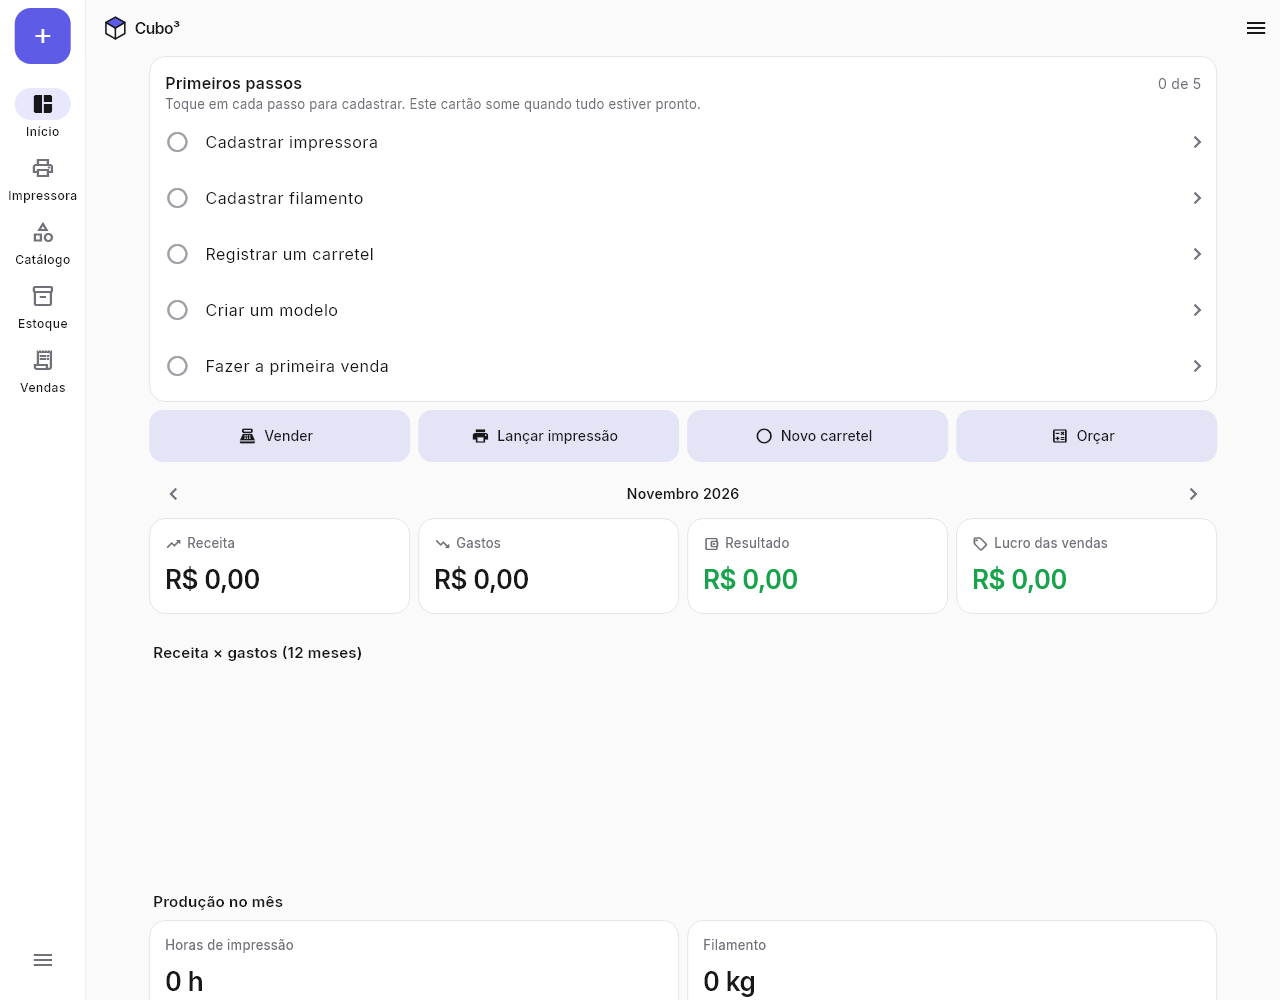 +
Cubo³
Início
Impressora
Catálogo
Estoque
Vendas
Primeiros passos
0 de 5
Toque em cada passo para cadastrar. Este cartão some quando tudo estiver pronto.
Cadastrar impressora
Cadastrar filamento
Registrar um carretel
Criar um modelo
Fazer a primeira venda
Vender
Lançar impressão
Novo carretel
Orçar
Novembro 2026
Receita
R$ 0,00
Gastos
R$ 0,00
Resultado
R$ 0,00
Lucro das vendas
R$ 0,00
Receita × gastos (12 meses)
Produção no mês
Horas de impressão
0 h
Filamento
0 kg